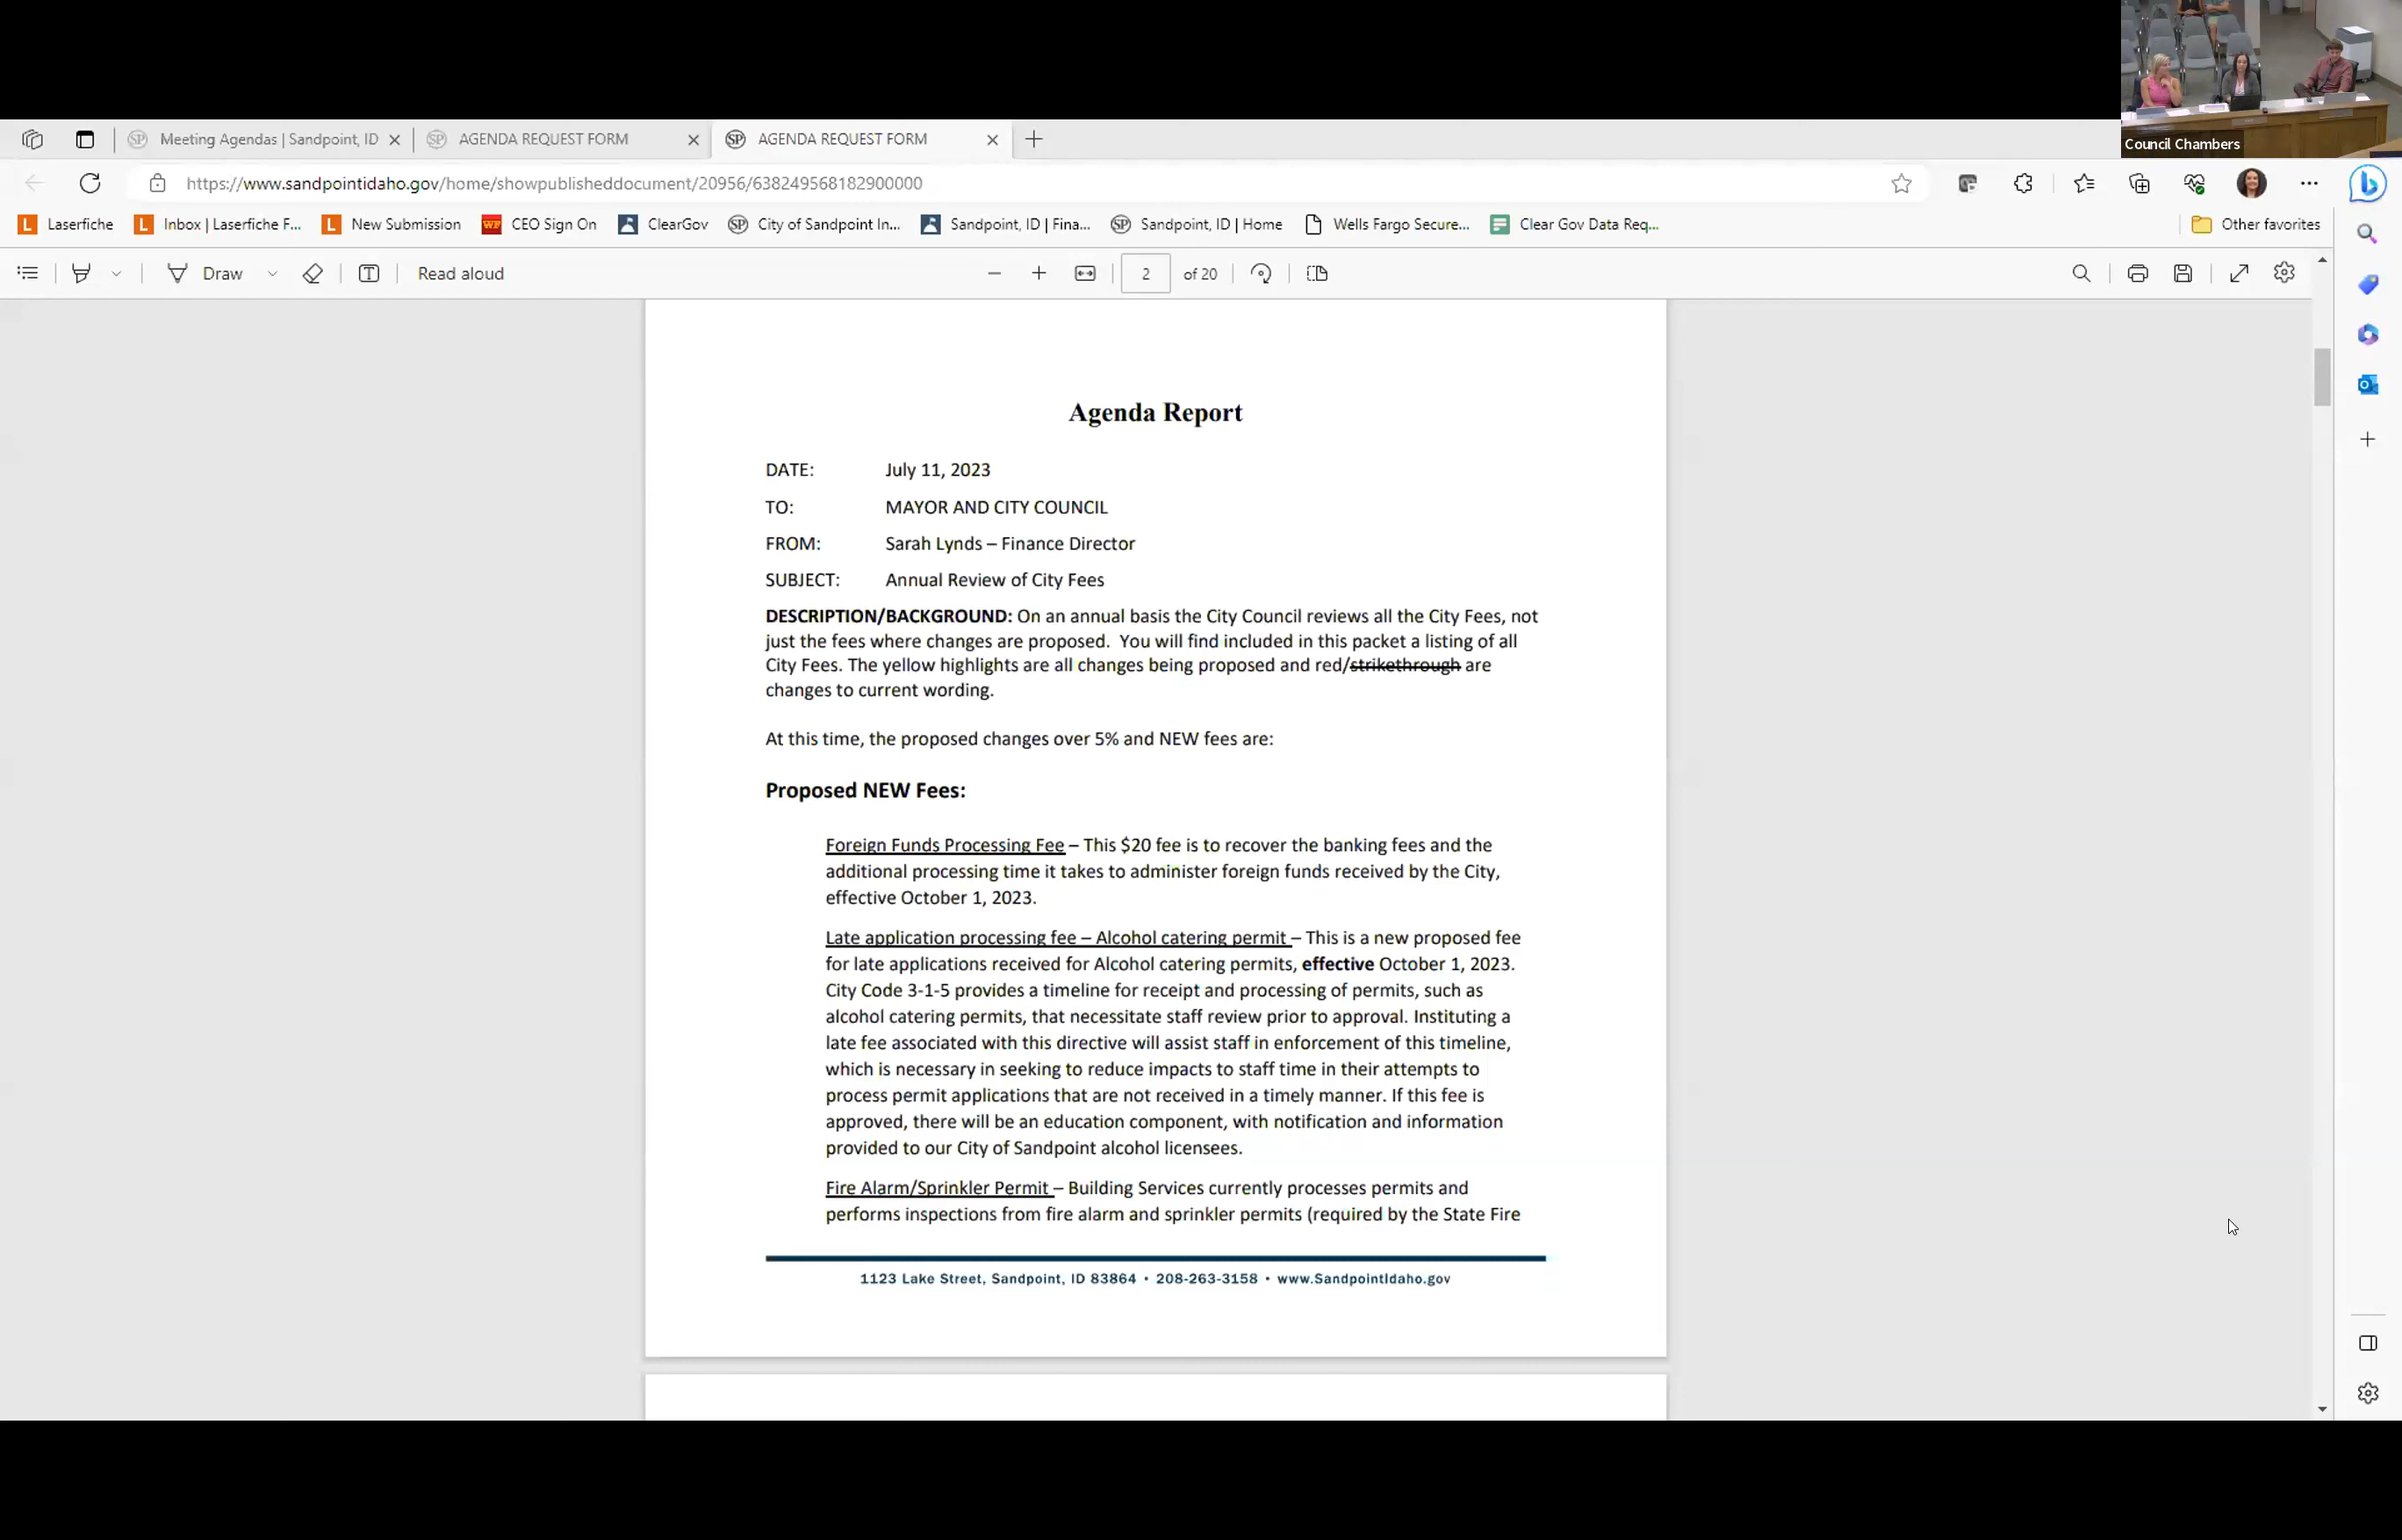 Council Chambers
Meeting Agendas | Sandpoint, ID
AGENDA REQUEST FORM
AGENDA REQUEST FORM
https://www.sandpointidaho.gov/home/showpublisheddocument/20956/638249568182900000
Laserfiche
Inbox | Laserfiche F...
New Submission
CEO Sign On
ClearGov
City of Sandpoint In...
Sandpoint, ID | Fina...
Sandpoint, ID | Home
Wells Fargo Secure...
Clear Gov Data Req...
Other favorites
Draw
Read aloud
2 of 20
Agenda Report
DATE: July 11, 2023
TO: MAYOR AND CITY COUNCIL
FROM: Sarah Lynds – Finance Director
SUBJECT: Annual Review of City Fees
DESCRIPTION/BACKGROUND: On an annual basis the City Council reviews all the City Fees, not
just the fees where changes are proposed. You will find included in this packet a listing of all
City Fees. The yellow highlights are all changes being proposed and red/strikethrough are
changes to current wording.
At this time, the proposed changes over 5% and NEW fees are:
Proposed NEW Fees:
Foreign Funds Processing Fee – This $20 fee is to recover the banking fees and the
additional processing time it takes to administer foreign funds received by the City,
effective October 1, 2023.
Late application processing fee – Alcohol catering permit – This is a new proposed fee
for late applications received for Alcohol catering permits, effective October 1, 2023.
City Code 3-1-5 provides a timeline for receipt and processing of permits, such as
alcohol catering permits, that necessitate staff review prior to approval. Instituting a
late fee associated with this directive will assist staff in enforcement of this timeline,
which is necessary in seeking to reduce impacts to staff time in their attempts to
process permit applications that are not received in a timely manner. If this fee is
approved, there will be an education component, with notification and information
provided to our City of Sandpoint alcohol licensees.
Fire Alarm/Sprinkler Permit – Building Services currently processes permits and
performs inspections from fire alarm and sprinkler permits (required by the State Fire
1123 Lake Street, Sandpoint, ID 83864 • 208-263-3158 • www.SandpointIdaho.gov